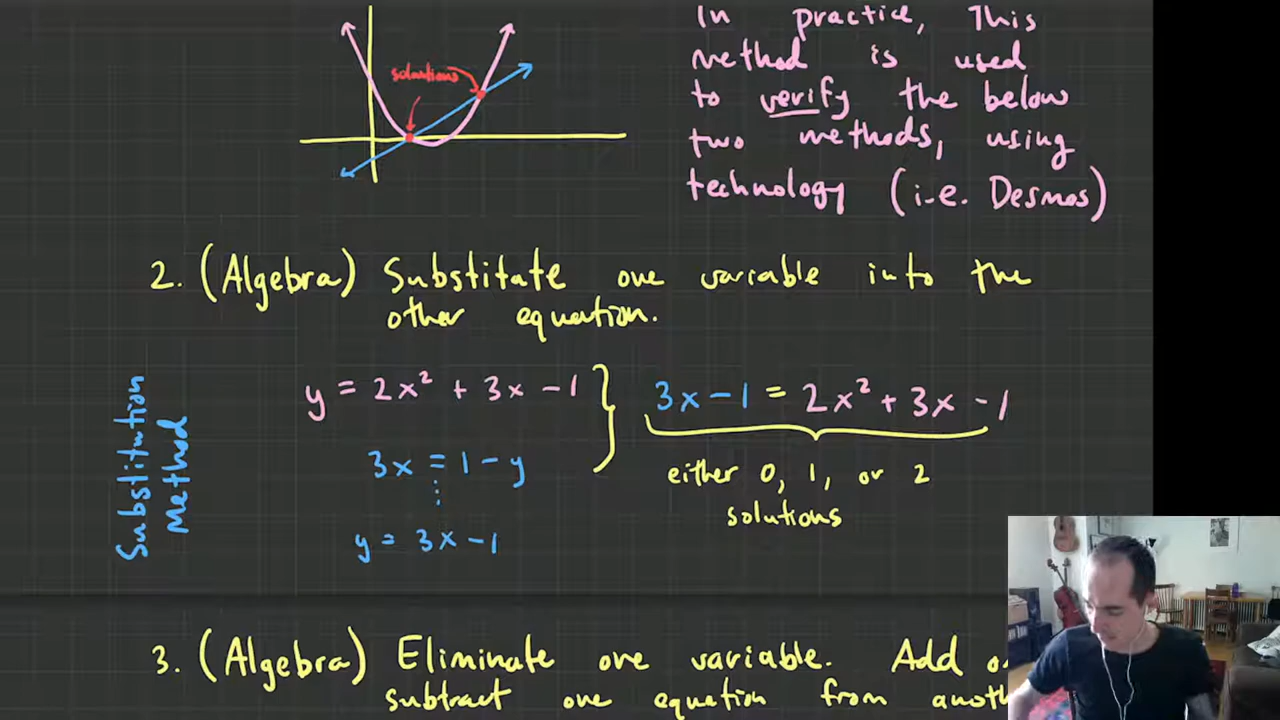 solutions
In practice, This
method is used
to verify the below
two methods, using
technology (i.e. Desmos)
2. (Algebra) Substitute one variable into the
other equation.
Substitution
Method
y = 2x² + 3x - 1
3x = 1 - y
⋮
y = 3x - 1
3x - 1 = 2x² + 3x - 1
either 0, 1, or 2
solutions
3. (Algebra) Eliminate one variable. Add
subtract one equation from